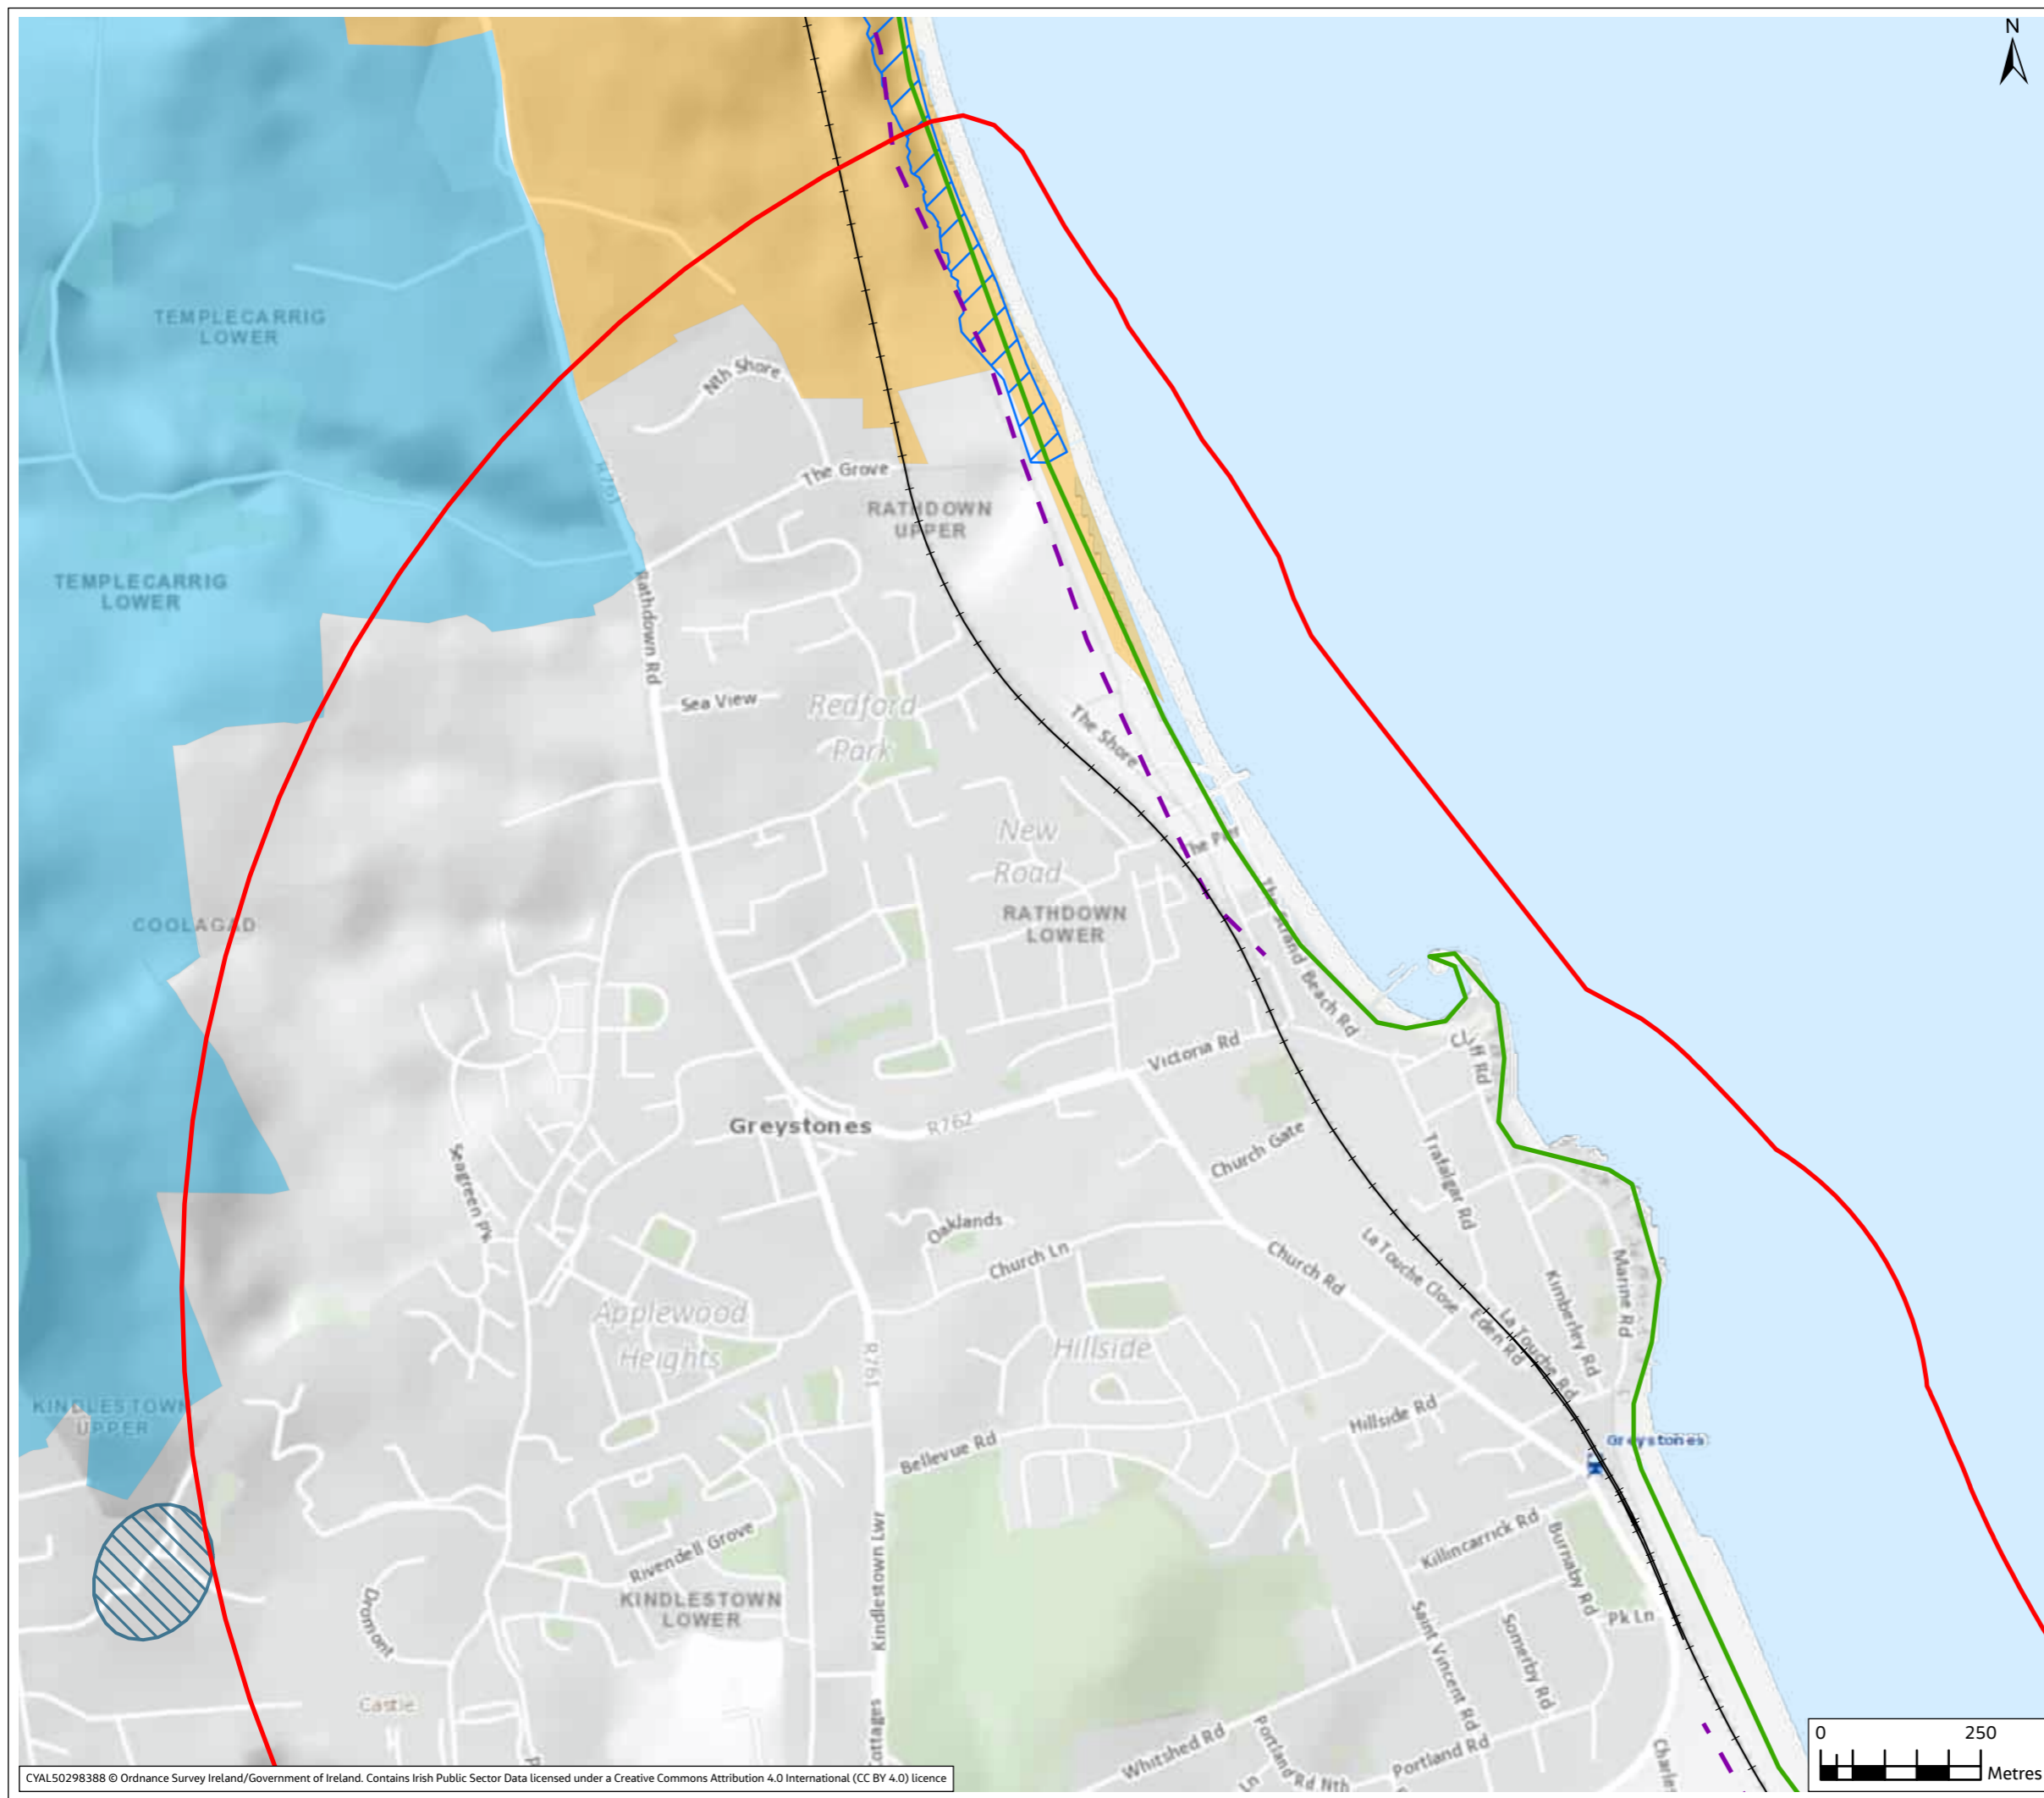 N
TEMPLECARRIG
LOWER
Nth Shore
R761
The Grove
RATHDOWN
UPPER
TEMPLECARRIG
LOWER
Rathdown Rd
Sea View
Redford
Park
The Shore
New
Road
The Pier
RATHDOWN
LOWER
The Strand Beach Rd
COOLAGAD
Cliff Rd
Victoria Rd
Greystones
R762
Church Gate
Trafalgar Rd
Seagreen Pk
Oaklands
Church Ln
Church Rd
La Touche Close
Marine Rd
Kimberley Rd
Applewood
Heights
Eden Rd
La Touche Rd
R761
Hillside
KINDLESTOWN
UPPER
Hillside Rd
Greystones
Bellevue Rd
Killincarrick Rd
Burnaby Rd
Rivendell Grove
Kindlestown Lwr
KINDLESTOWN
LOWER
Dromont
Pk Ln
Saint Vincent Rd
Somerby Rd
Castle
Cottages
Whitshed Rd
Portland Rd Nth
Portland Rd
Charles
Ln
0 250
Metres
CYAL50298388 © Ordnance Survey Ireland/Government of Ireland. Contains Irish Public Sector Data licensed under a Creative Commons Attribution 4.0 International (CC BY 4.0) licence